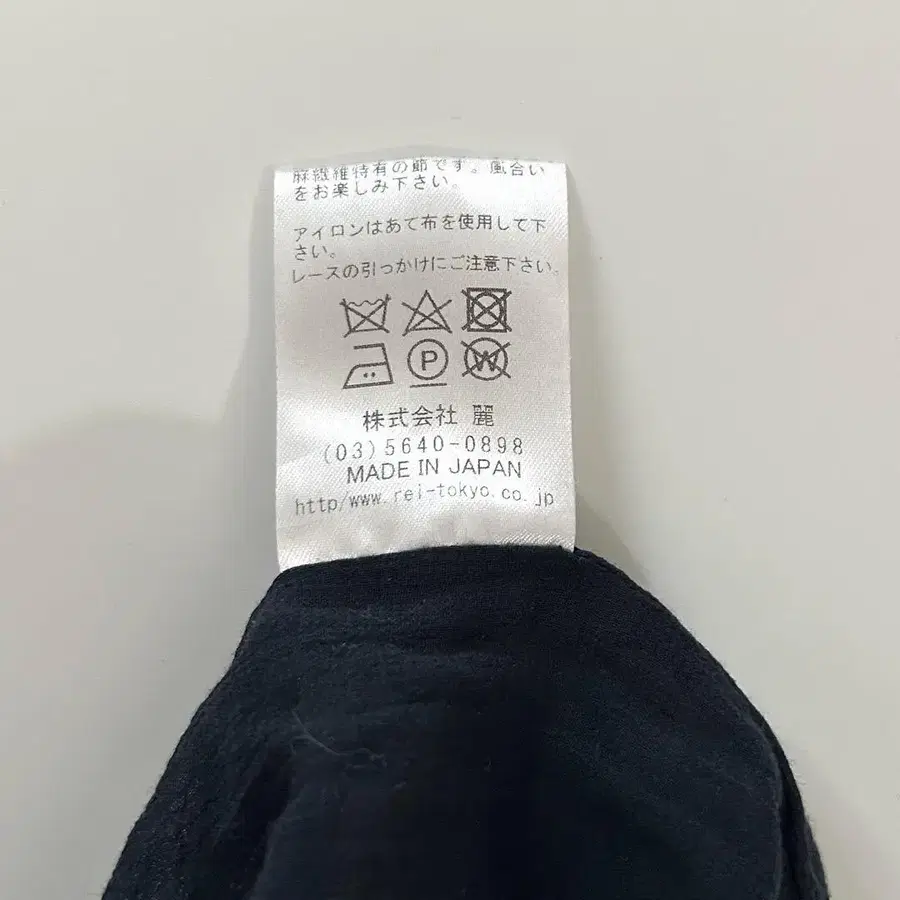 麻繊維特有の節です。風合い
をお楽しみ下さい。
アイロンはあて布を使用して下
さい。
レースの引っかけにご注意下さい。
P W
株式会社 麗
(03)5640-0898
MADE IN JAPAN
http/www.rei-tokyo.co.jp